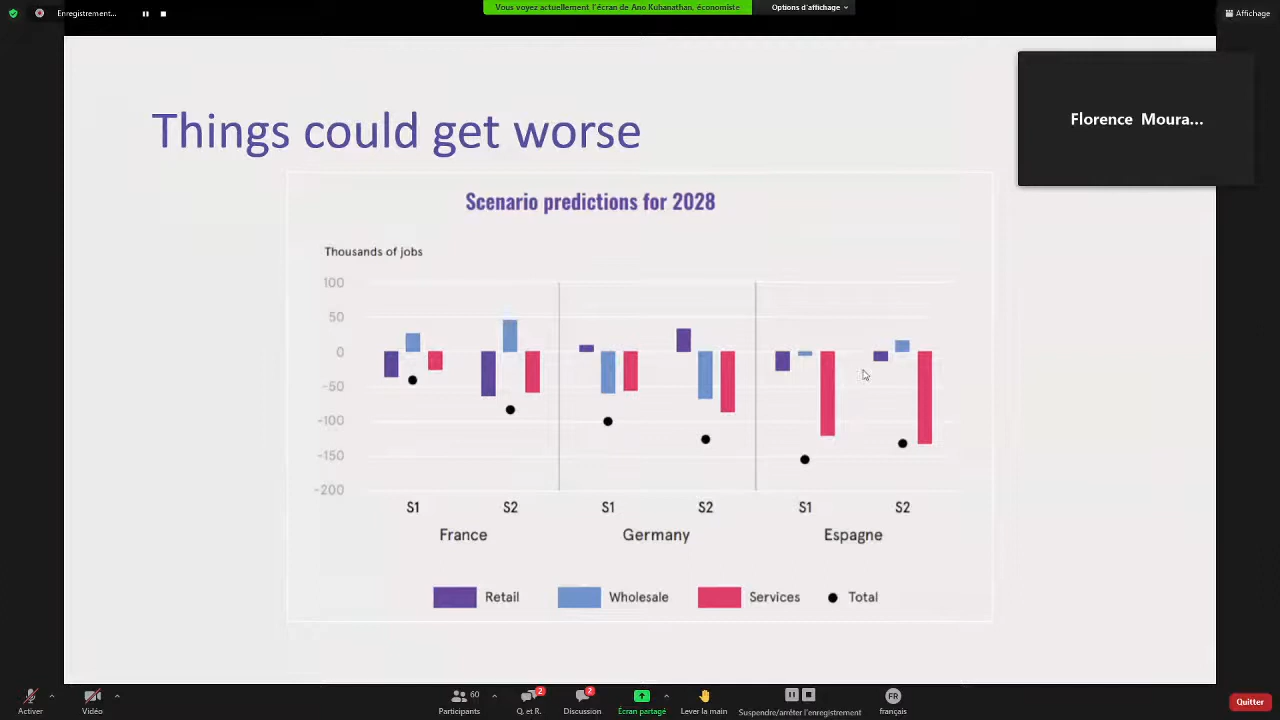 Enregistrement...
Vous voyez actuellement l'écran de Ano Kuhanathan, économiste
Options d'affichage
Affichage
Florence Moura...
Things could get worse
Scenario predictions for 2028
Thousands of jobs
100
50
0
-50
-100
-150
-200
S1 S2 S1 S2 S1 S2
France Germany Espagne
Retail Wholesale Services Total
60 2 2 FR
Activer Vidéo Participants Q. et R. Discussion Écran partagé Lever la main Suspendre/arrêter l'enregistrement français Quitter